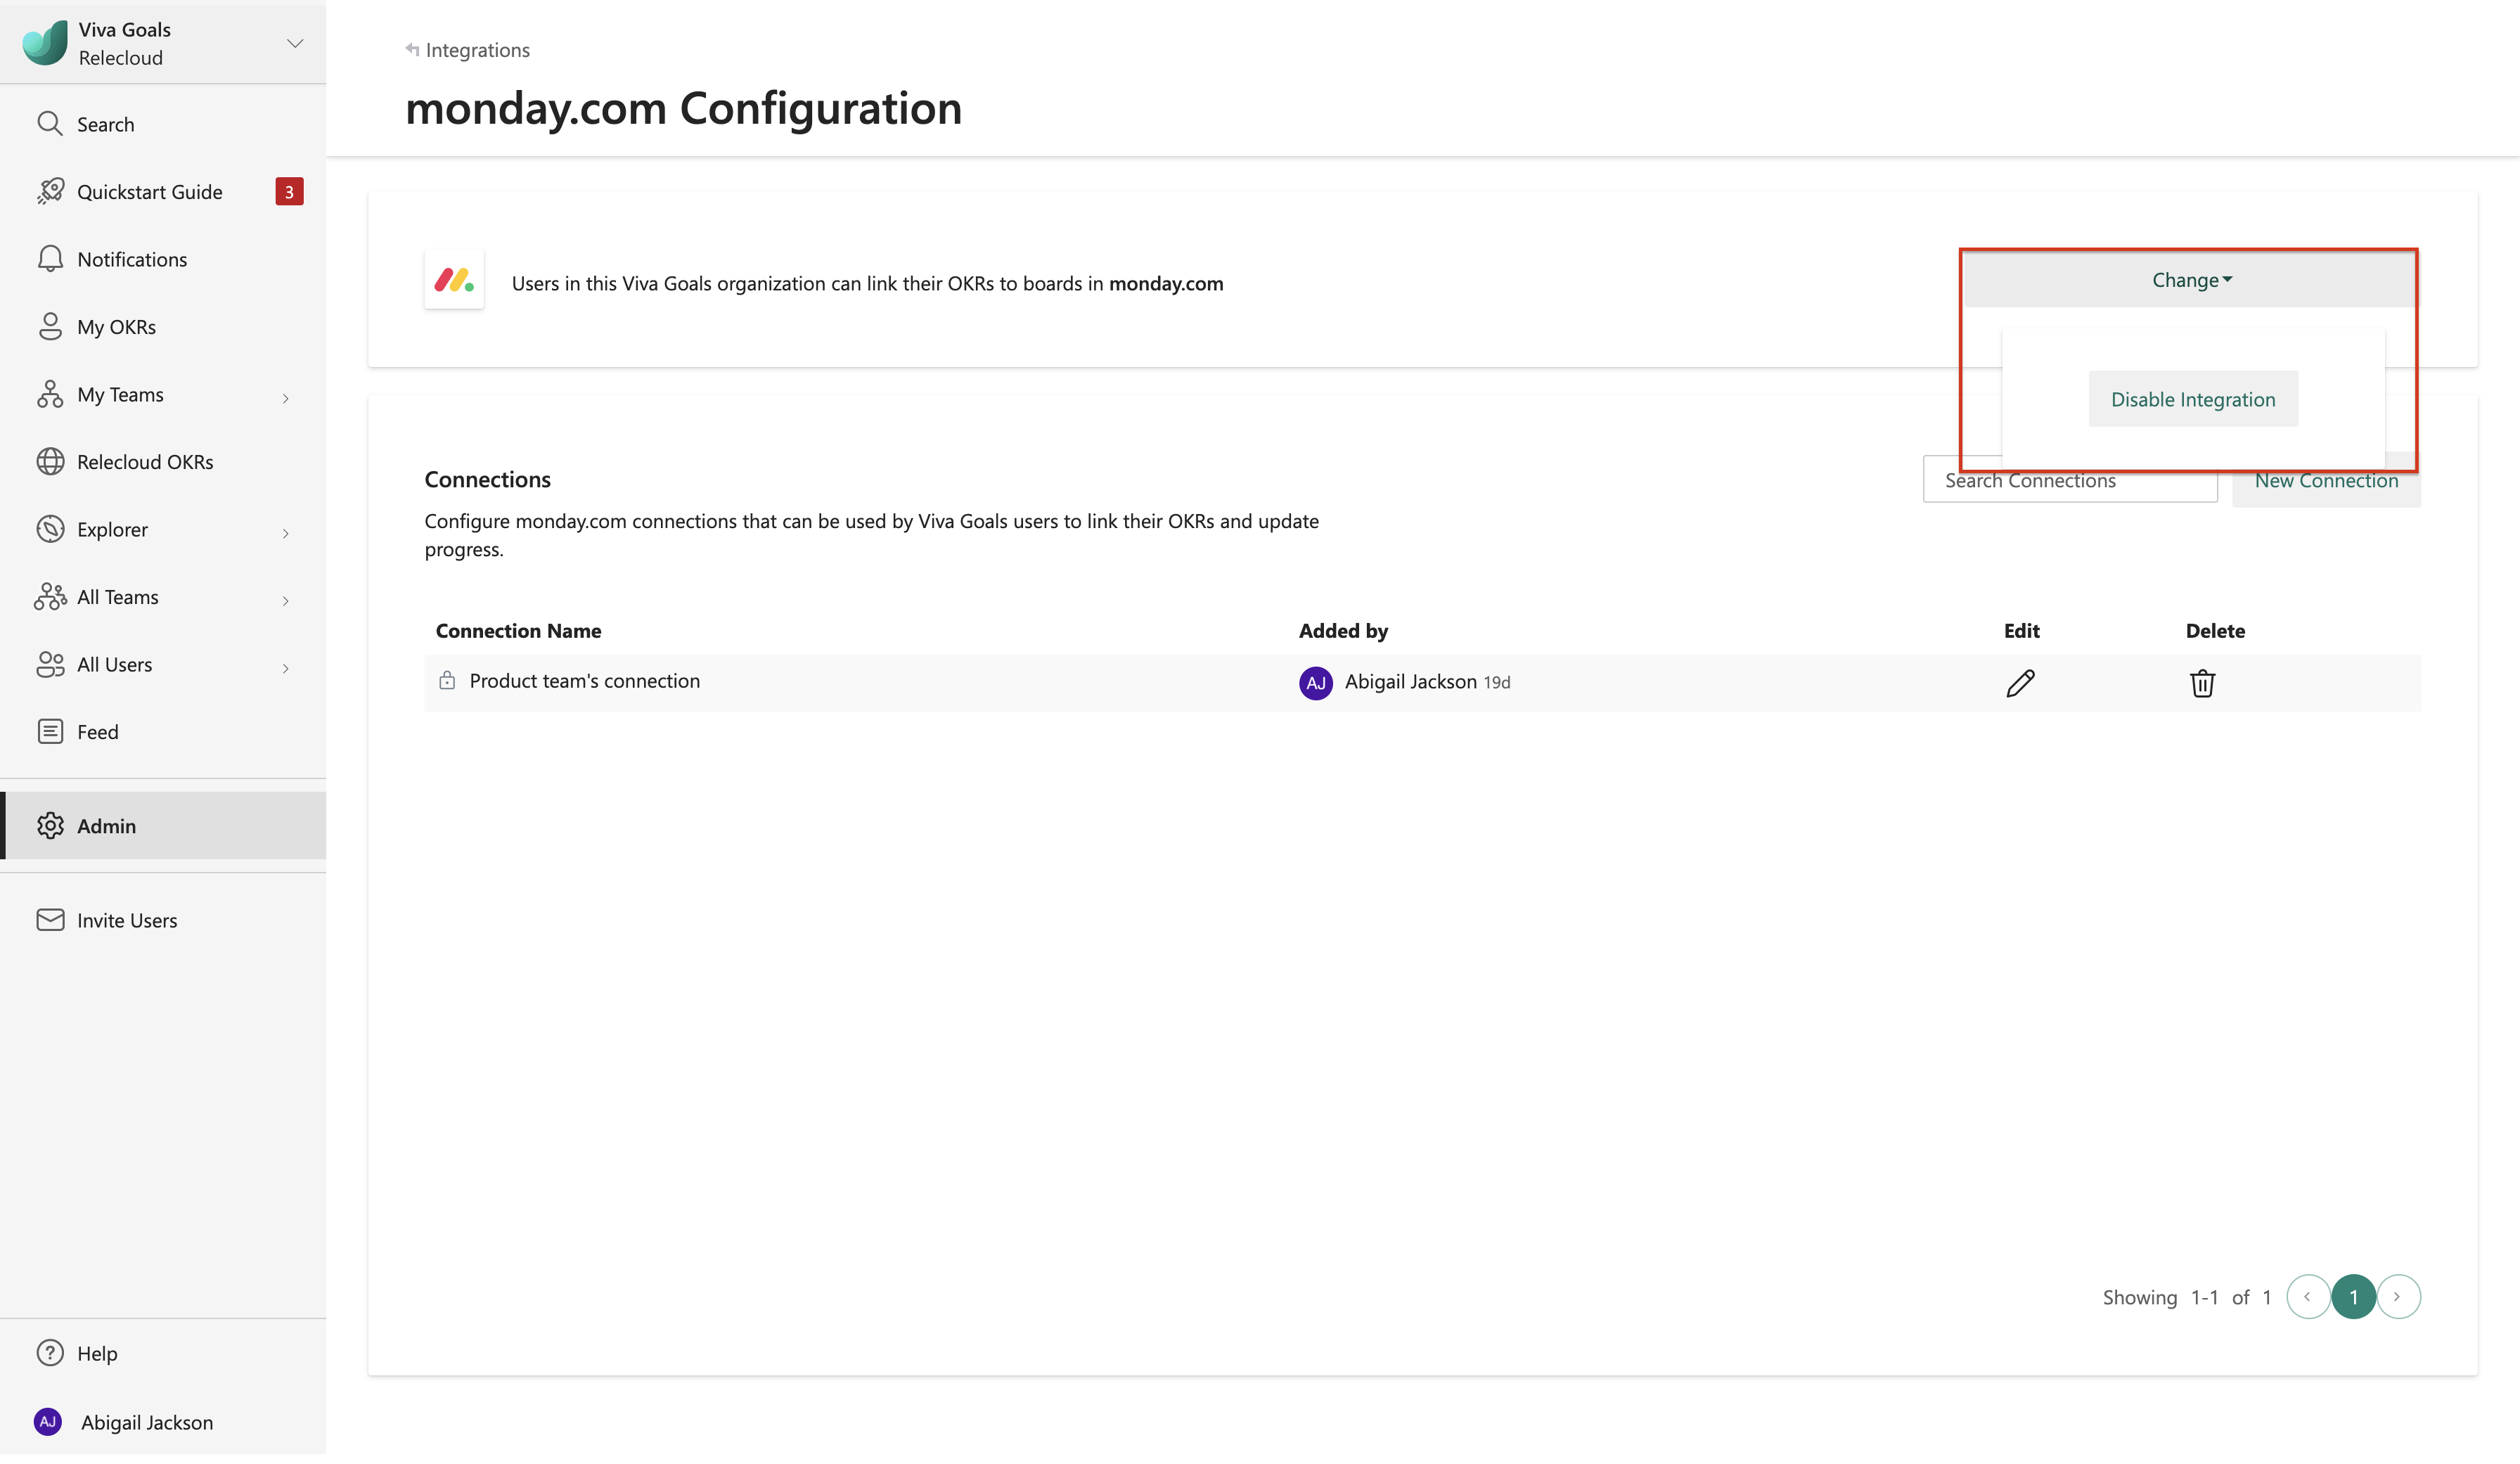 Viva Goals
Relecloud
Search
Quickstart Guide 3
Notifications
My OKRs
My Teams
Relecloud OKRs
Explorer
All Teams
All Users
Feed
Admin
Invite Users
Help
AJ Abigail Jackson
Integrations
monday.com Configuration
Users in this Viva Goals organization can link their OKRs to boards in monday.com
Change
Disable Integration
Connections
Search Connections
New Connection
Configure monday.com connections that can be used by Viva Goals users to link their OKRs and update
progress.
Connection Name Added by Edit Delete
Product team's connection AJ Abigail Jackson 19d
Showing 1-1 of 1 1